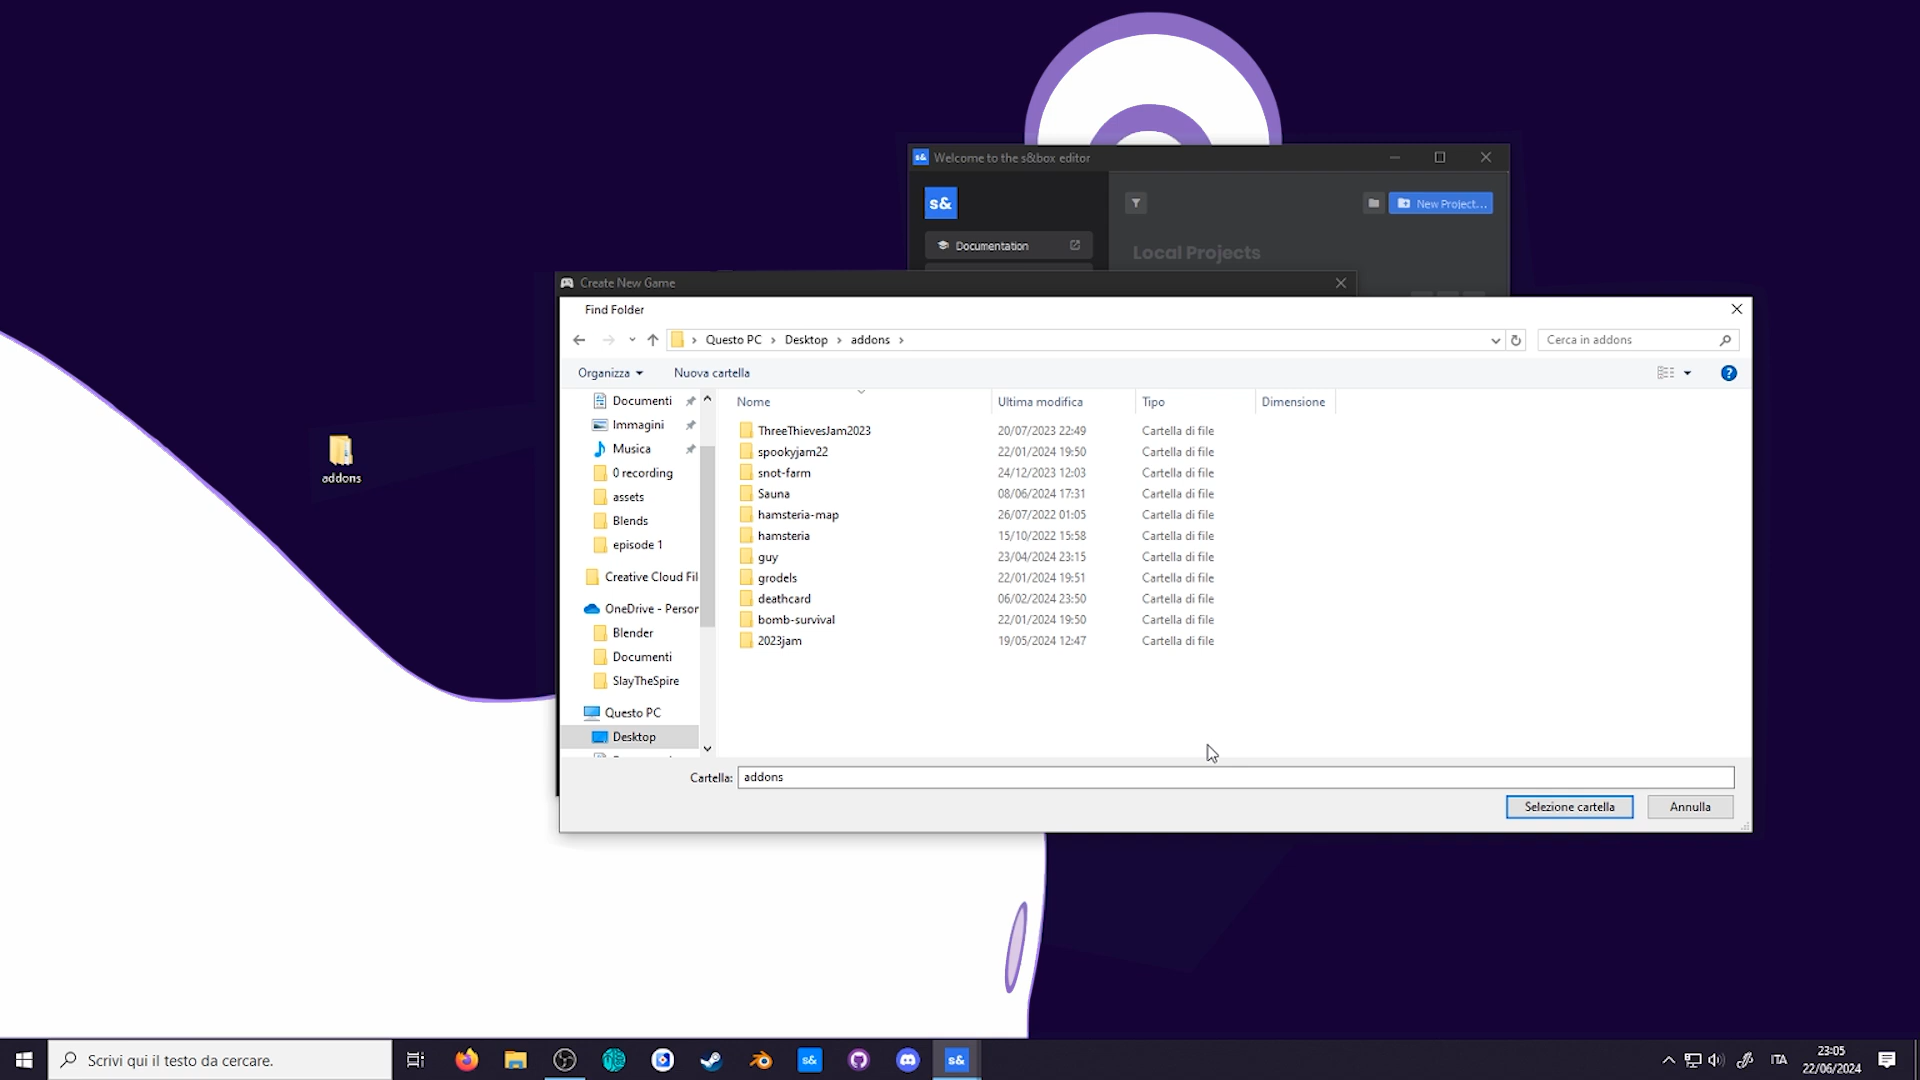 Welcome to the s&box editor
s&
New Project...
Documentation
Local Projects
addons
Create New Game
Find Folder
Questo PC > Desktop > addons >
Cerca in addons
Organizza
Nuova cartella
?
Documenti
Immagini
Musica
0 recording
assets
Blends
episode 1
Creative Cloud Fil
OneDrive - Person
Blender
Documenti
SlayTheSpire
Questo PC
Desktop
Nome Ultima modifica Tipo Dimensione
ThreeThievesJam2023 20/07/2023 22:49 Cartella di file
spookyjam22 22/01/2024 19:50 Cartella di file
snot-farm 24/12/2023 12:03 Cartella di file
Sauna 08/06/2024 17:31 Cartella di file
hamsteria-map 26/07/2022 01:05 Cartella di file
hamsteria 15/10/2022 15:58 Cartella di file
guy 23/04/2024 23:15 Cartella di file
grodels 22/01/2024 19:51 Cartella di file
deathcard 06/02/2024 23:50 Cartella di file
bomb-survival 22/01/2024 19:50 Cartella di file
2023jam 19/05/2024 12:47 Cartella di file
Cartella: addons
Selezione cartella
Annulla
Scrivi qui il testo da cercare.
s&
s&
ITA
23:05
22/06/2024